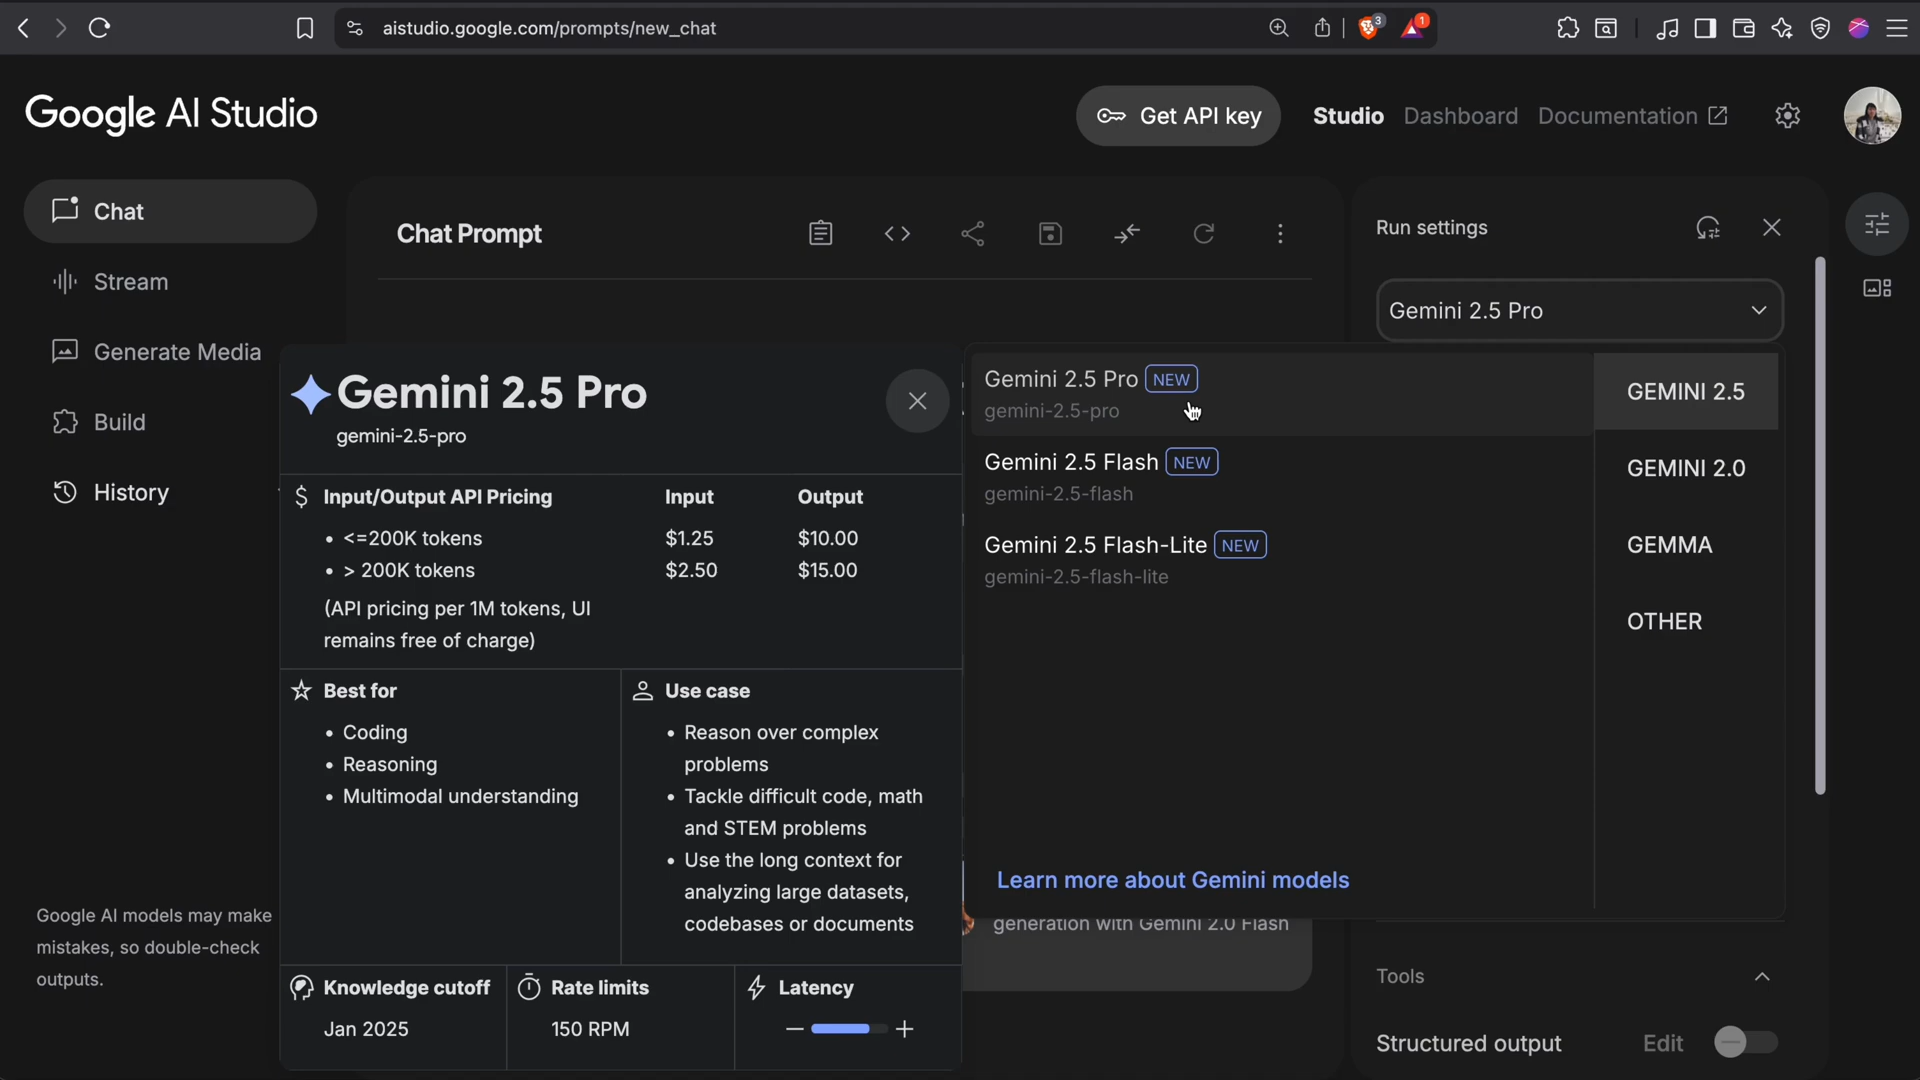 aistudio.google.com/prompts/new_chat
3
1
Google AI Studio
Get API key
Studio
Dashboard
Documentation
Chat
Stream
Generate Media
Build
History
Google AI models may make
mistakes, so double-check
outputs.
Chat Prompt
Run settings
Gemini 2.5 Pro
Gemini 2.5 Pro
gemini-2.5-pro
Input/Output API Pricing Input Output
• <=200K tokens $1.25 $10.00
• > 200K tokens $2.50 $15.00
(API pricing per 1M tokens, UI
remains free of charge)
Best for
• Coding
• Reasoning
• Multimodal understanding
Use case
• Reason over complex
problems
• Tackle difficult code, math
and STEM problems
• Use the long context for
analyzing large datasets,
codebases or documents
Knowledge cutoff
Jan 2025
Rate limits
150 RPM
Latency
Gemini 2.5 Pro NEW
gemini-2.5-pro
Gemini 2.5 Flash NEW
gemini-2.5-flash
Gemini 2.5 Flash-Lite NEW
gemini-2.5-flash-lite
Learn more about Gemini models
GEMINI 2.5
GEMINI 2.0
GEMMA
OTHER
generation with Gemini 2.0 Flash
Tools
Structured output Edit